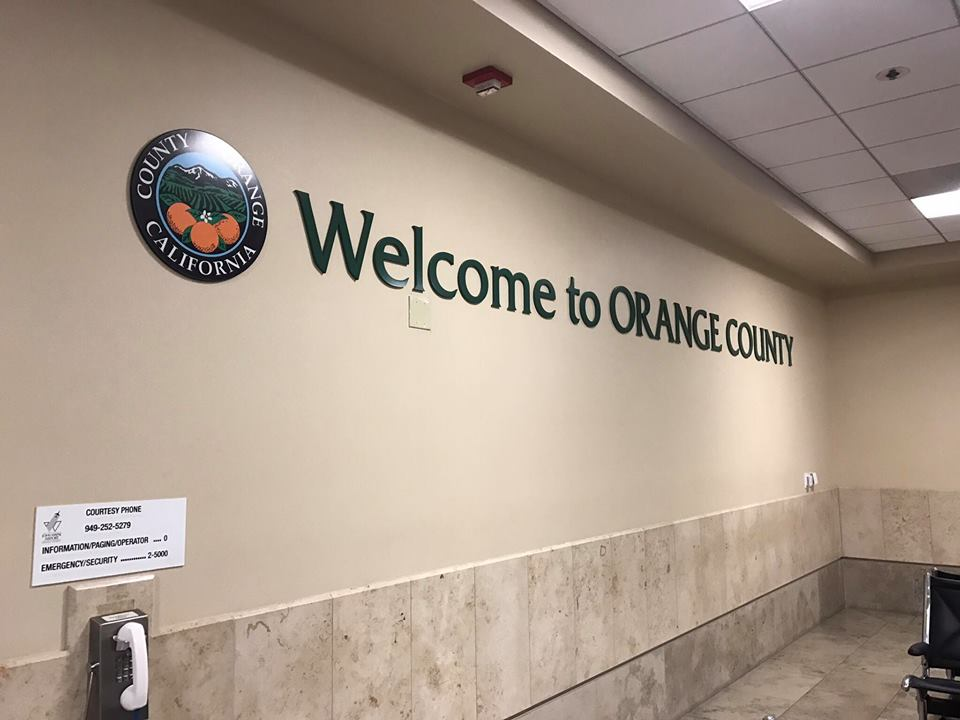 COUNTY ORANGE
CALIFORNIA
Welcome to ORANGE COUNTY
COURTESY PHONE
949-252-5279
INFORMATION/PAGING/OPERATOR .... 0
EMERGENCY/SECURITY ............ 2-5000